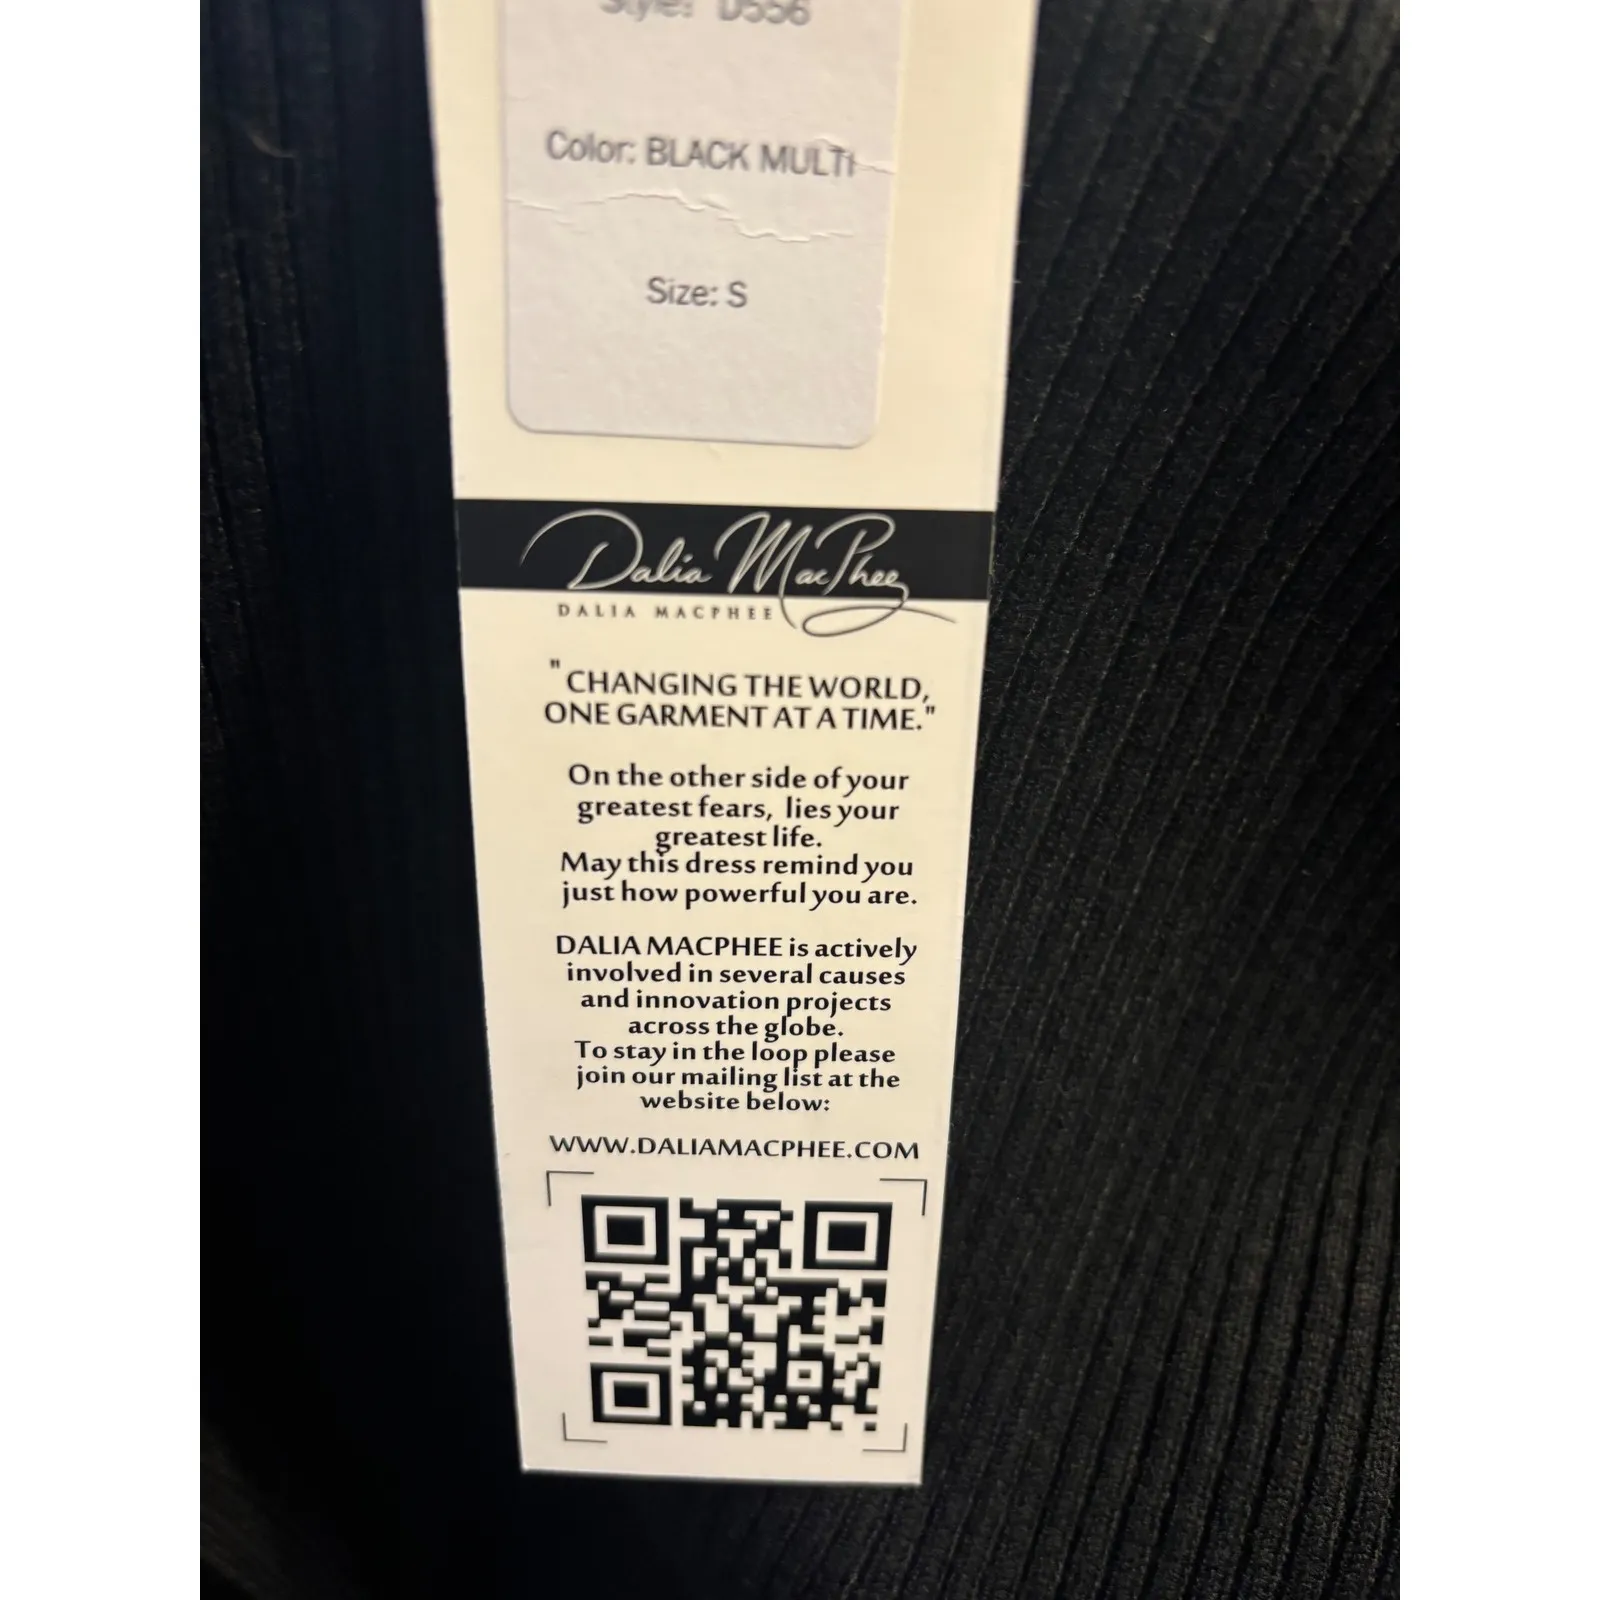 Style: D556
Color: BLACK MULTI
Size: S
Dalia MacPhee
DALIA MACPHEE
"CHANGING THE WORLD,
ONE GARMENT AT A TIME."
On the other side of your
greatest fears, lies your
greatest life.
May this dress remind you
just how powerful you are.
DALIA MACPHEE is actively
involved in several causes
and innovation projects
across the globe.
To stay in the loop please
join our mailing list at the
website below:
WWW.DALIAMACPHEE.COM